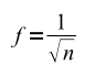 f = 1/√n